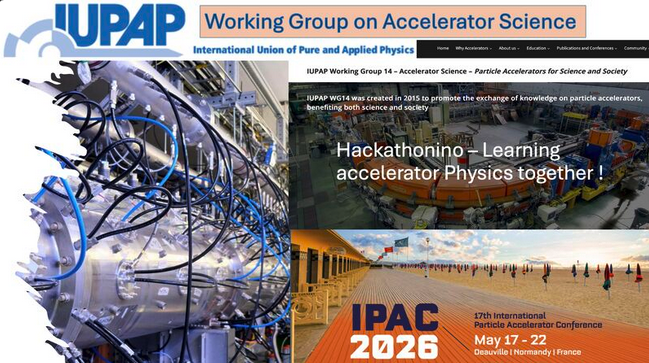 IUPAP
Working Group on Accelerator Science
International Union of Pure and Applied Physics
Home Why Accelerators About us Education Publications and Conferences Community
IUPAP Working Group 14 – Accelerator Science – Particle Accelerators for Science and Society
IUPAP WG14 was created in 2015 to promote the exchange of knowledge on particle accelerators,
benefiting both science and society
Hackathonino – Learning
accelerator Physics together !
IPAC
2026
17th International
Particle Accelerator Conference
May 17 - 22
Deauville | Normandy | France